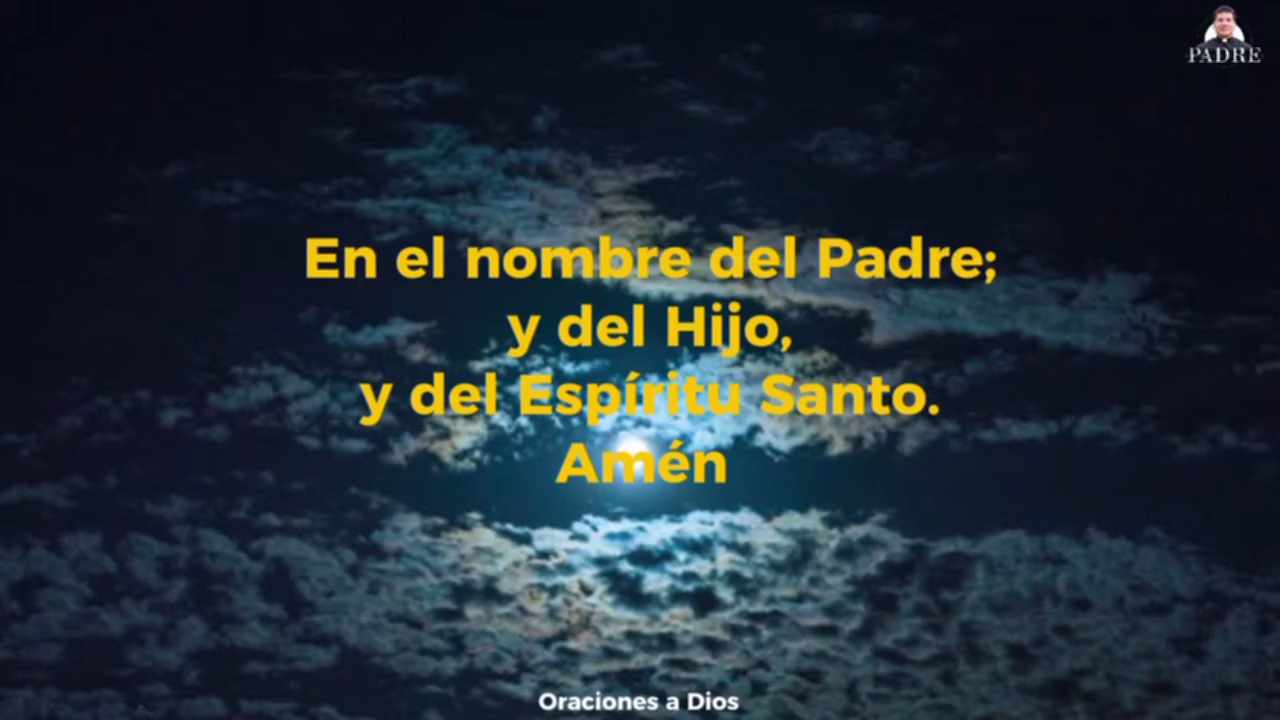 PADRE
En el nombre del Padre;
y del Hijo,
y del Espíritu Santo.
Amén
Oraciones a Dios